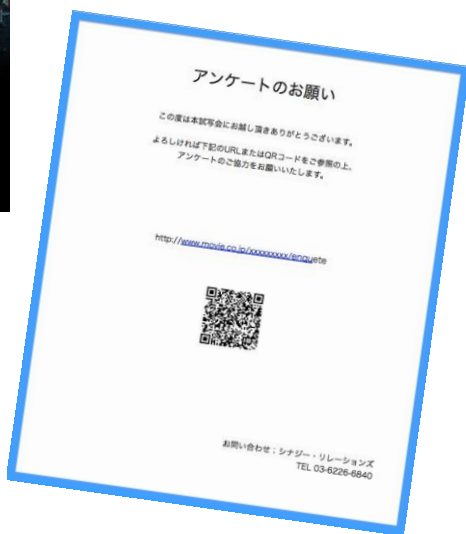 アンケートのお願い
この度は本試写会にお越し頂きありがとうございます。
よろしければ下記のURLまたはQRコードをご参照の上、
アンケートのご協力をお願いいたします。
http://www.movie.co.jp/xxxxxxxxx/enquete
お問い合わせ：シナジー・リレーションズ
TEL 03-6226-6840